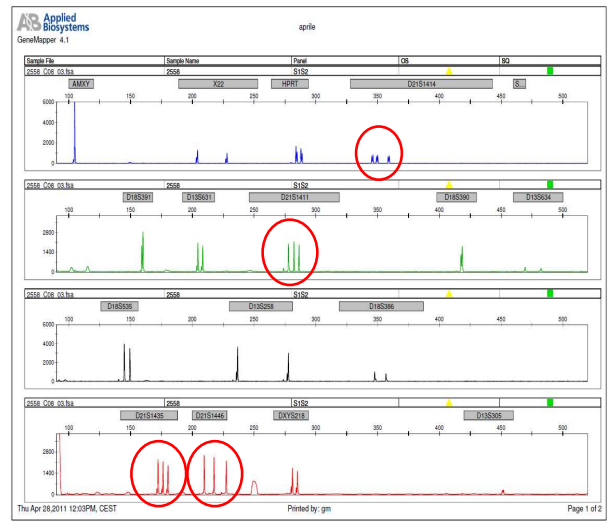 AB Applied Biosystems
aprile
GeneMapper 4.1
Sample File Sample Name Panel OS SQ
2558_C08_03.fsa 2558 S1S2
AMXY X22 HPRT D21S1414 S...
100 150 200 250 300 350 400 450 500
6000
4000
2000
0
2558_C08_03.fsa 2558 S1S2
D18S391 D13S631 D21S1411 D18S390 D13S634
100 150 200 250 300 350 400 450 500
2800
1400
0
2558_C08_03.fsa 2558 S1S2
D18S535 D13S258 D18S386
100 150 200 250 300 350 400 450 500
6000
4000
2000
0
2558_C08_03.fsa 2558 S1S2
D21S1435 D21S1446 DXYS218 D13S305
100 150 200 250 300 350 400 450 500
2800
1400
0
Thu Apr 28,2011 12:03PM, CEST Printed by: gm Page 1 of 2